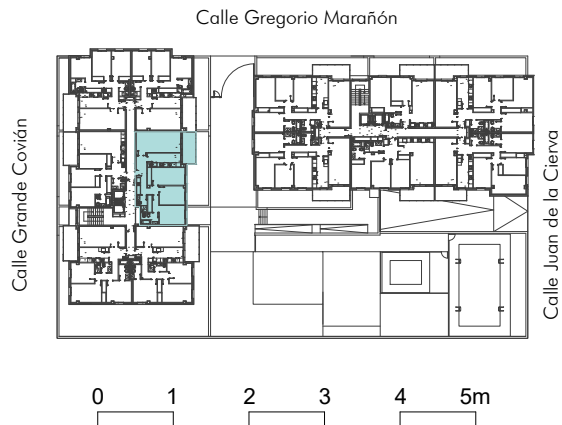 Calle Gregorio Marañón
Calle Grande Covián
Calle Juan de la Cierva
0 1 2 3 4 5m